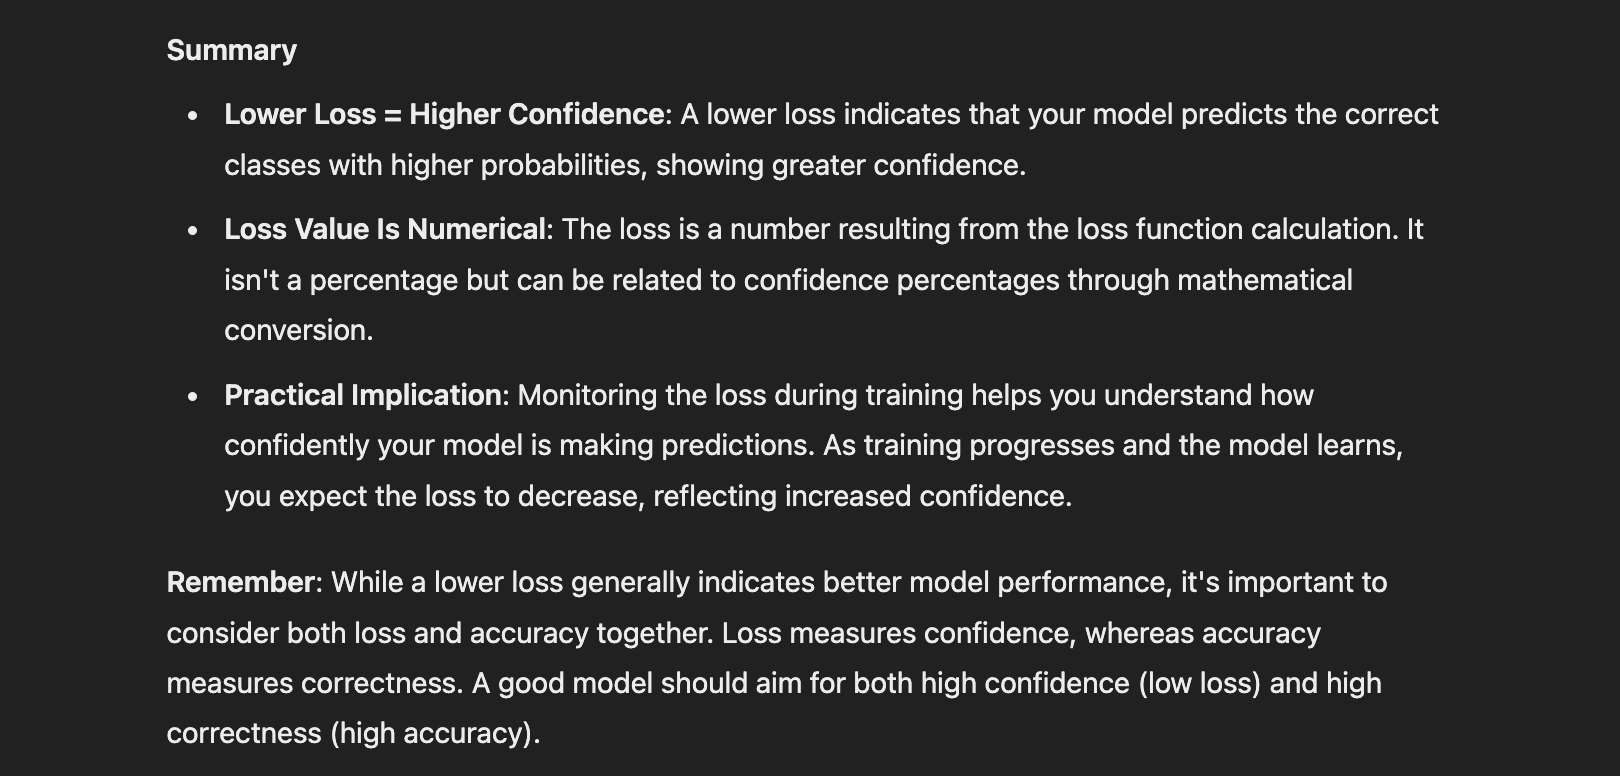 Summary
• Lower Loss = Higher Confidence: A lower loss indicates that your model predicts the correct
classes with higher probabilities, showing greater confidence.
• Loss Value Is Numerical: The loss is a number resulting from the loss function calculation. It
isn't a percentage but can be related to confidence percentages through mathematical
conversion.
• Practical Implication: Monitoring the loss during training helps you understand how
confidently your model is making predictions. As training progresses and the model learns,
you expect the loss to decrease, reflecting increased confidence.
Remember: While a lower loss generally indicates better model performance, it's important to
consider both loss and accuracy together. Loss measures confidence, whereas accuracy
measures correctness. A good model should aim for both high confidence (low loss) and high
correctness (high accuracy).